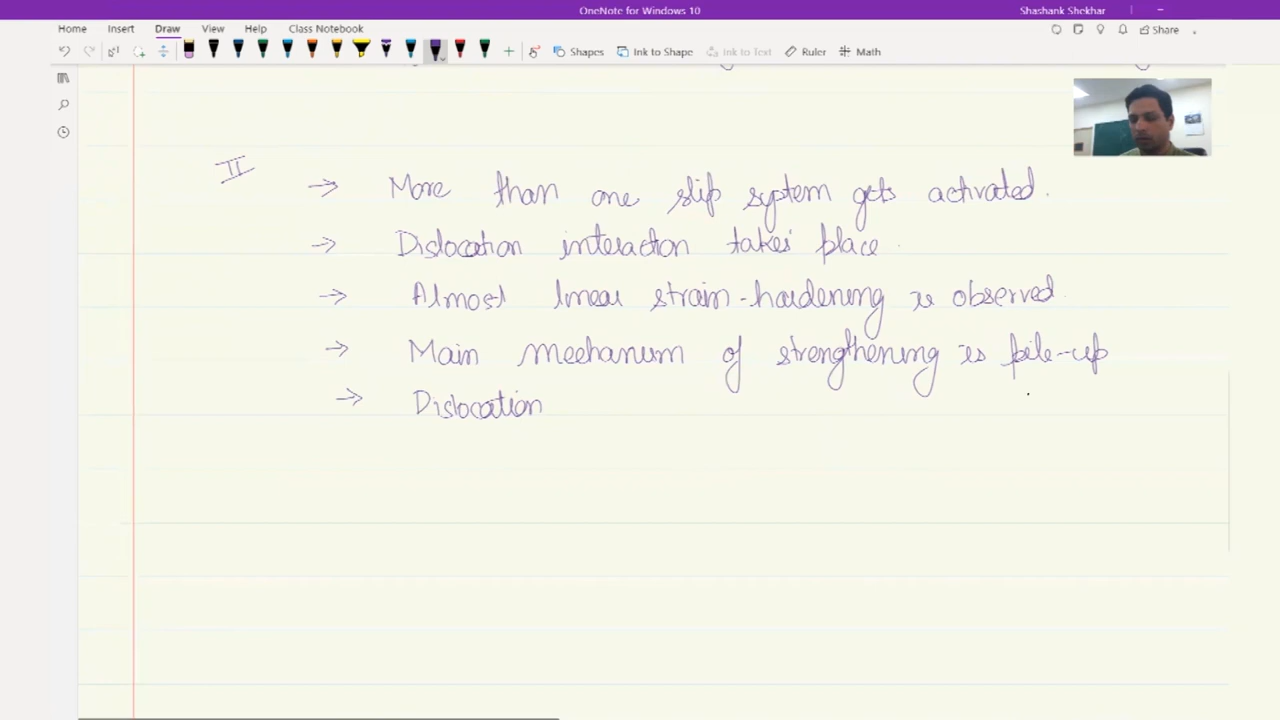 OneNote for Windows 10
Shashank Shekhar
Home Insert Draw View Help Class Notebook
Share
Shapes Ink to Shape Ink to Text Ruler Math
II
→ More than one slip system gets activated.
→ Dislocation interaction takes place.
→ Almost linear strain-hardening is observed.
→ Main mechanism of strengthening is pile-up
→ Dislocation